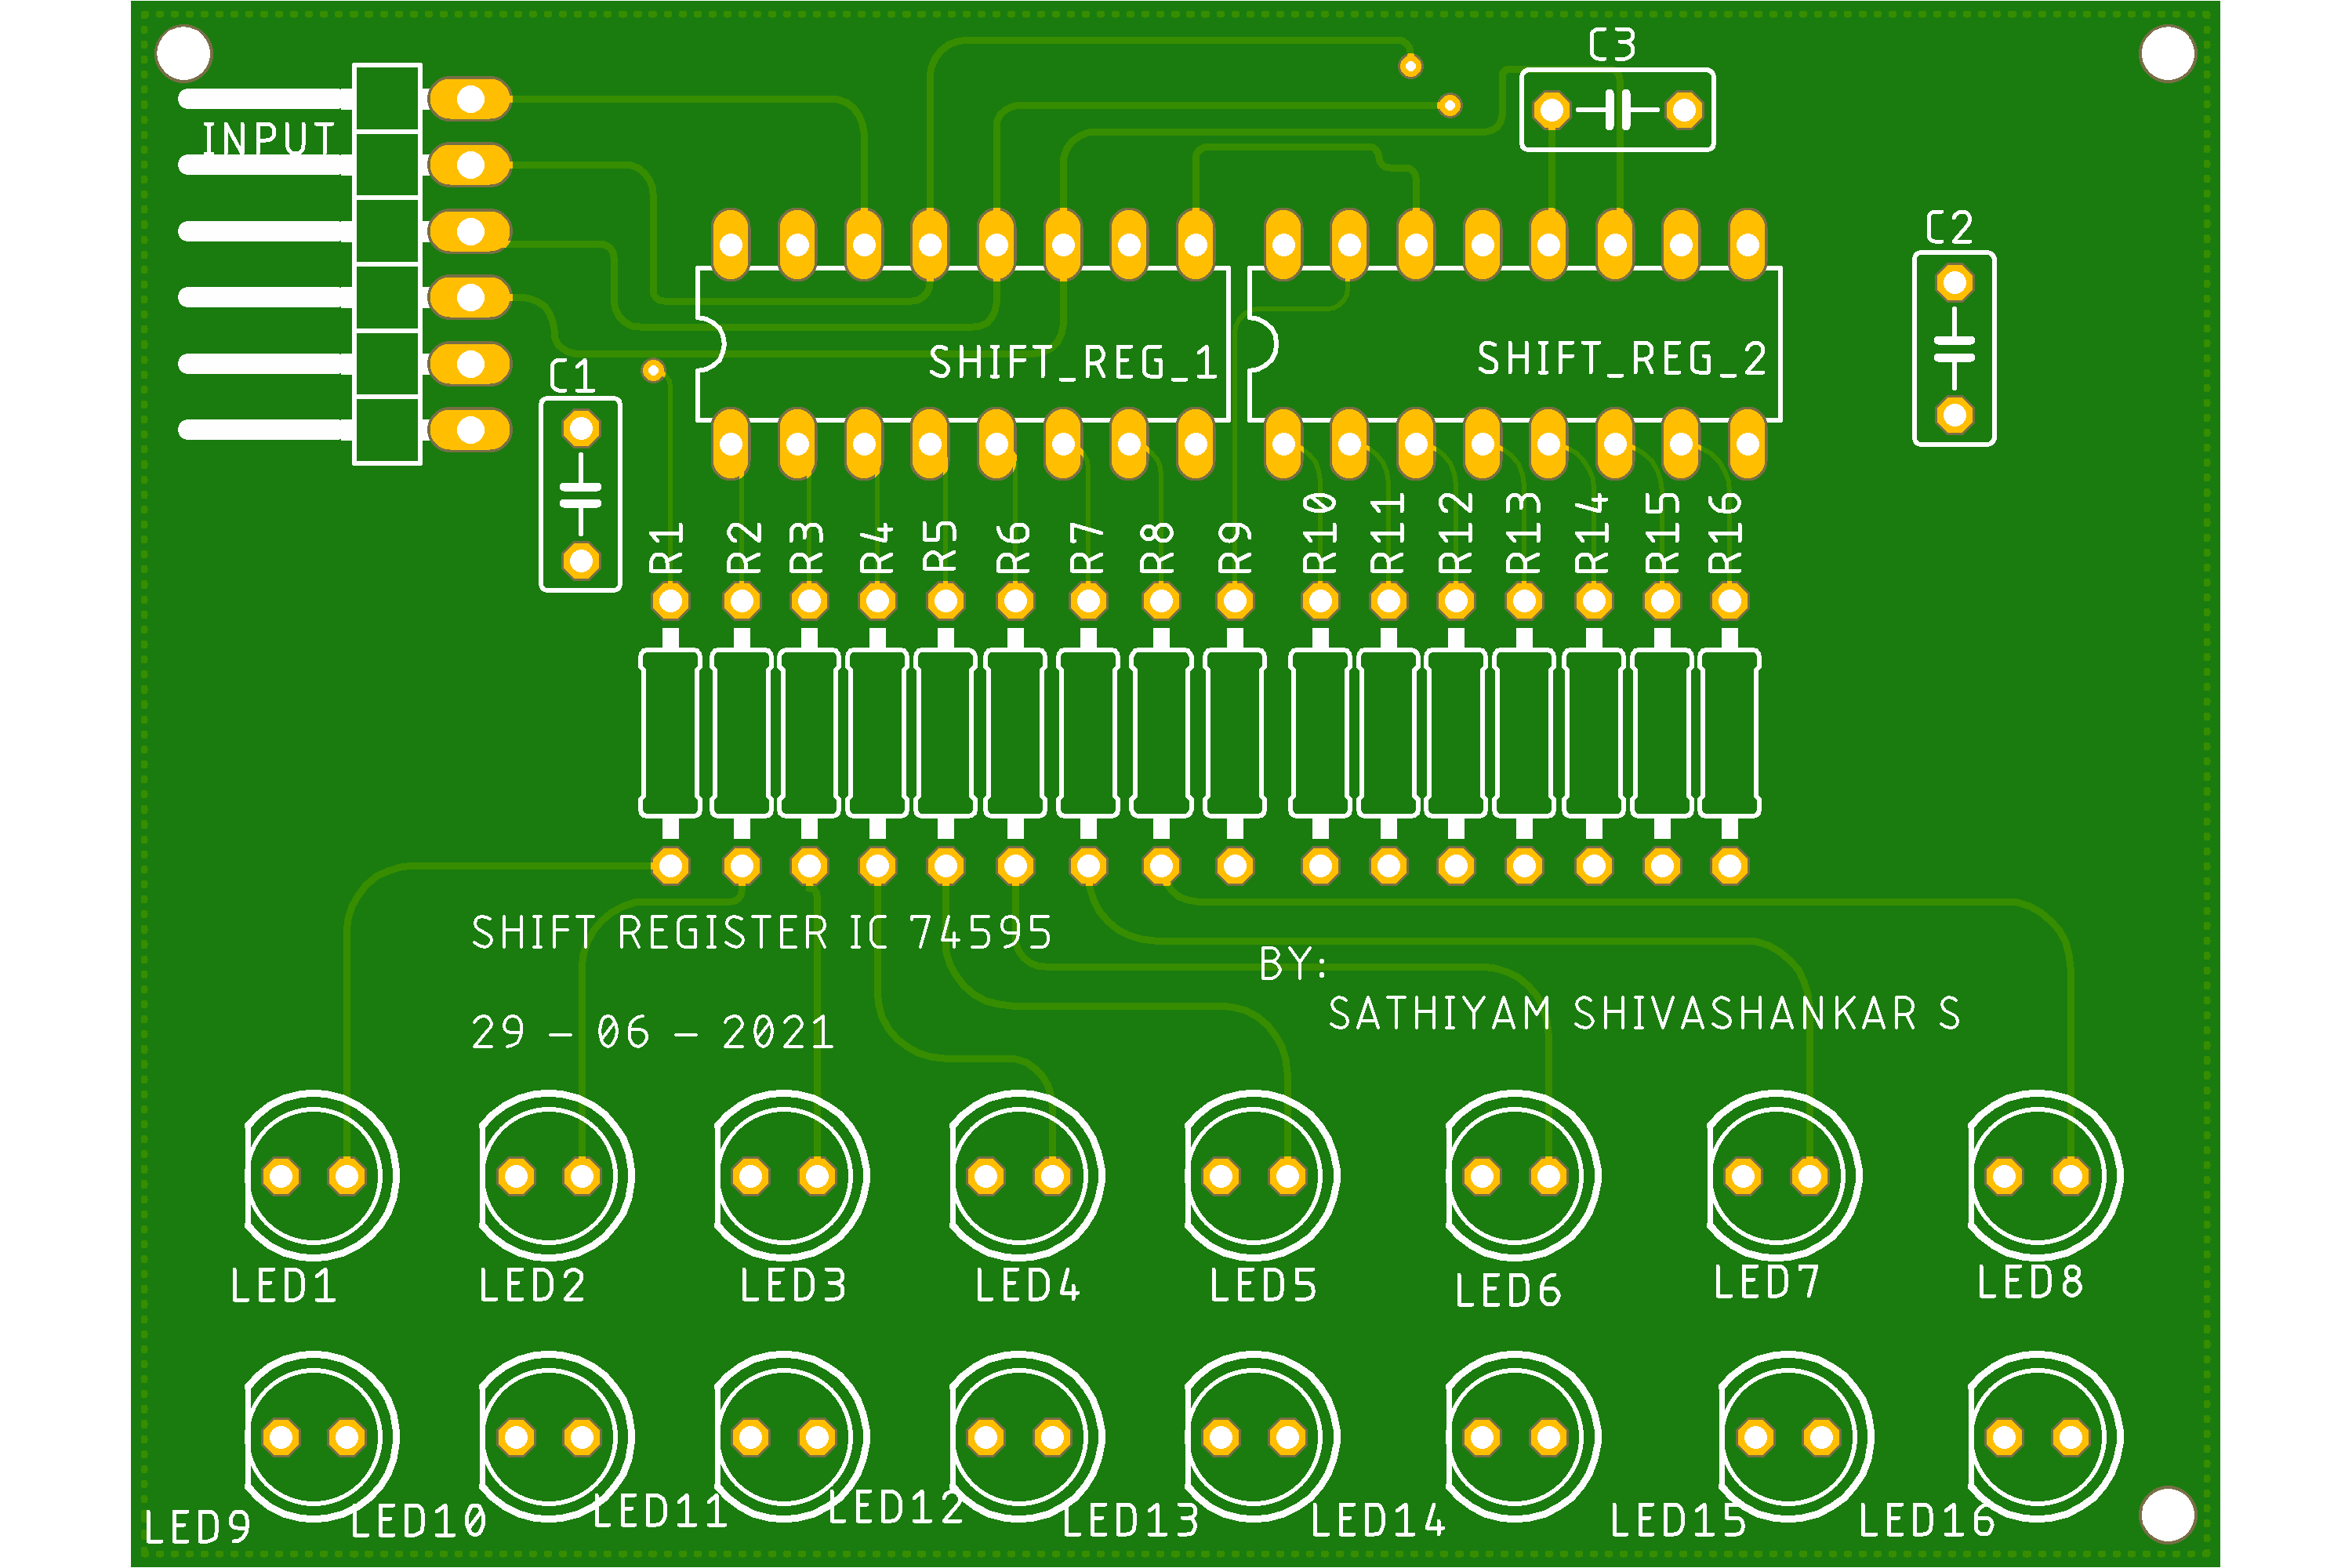 C3
INPUT
C2
SHIFT_REG_1
SHIFT_REG_2
C1
R1
R2
R3
R4
R5
R6
R7
R8
R9
R10
R11
R12
R13
R14
R15
R16
SHIFT REGISTER IC 74595
BY:
SATHIYAM SHIVASHANKAR S
29 - 06 - 2021
LED1
LED2
LED3
LED4
LED5
LED6
LED7
LED8
LED9
LED10
LED11
LED12
LED13
LED14
LED15
LED16